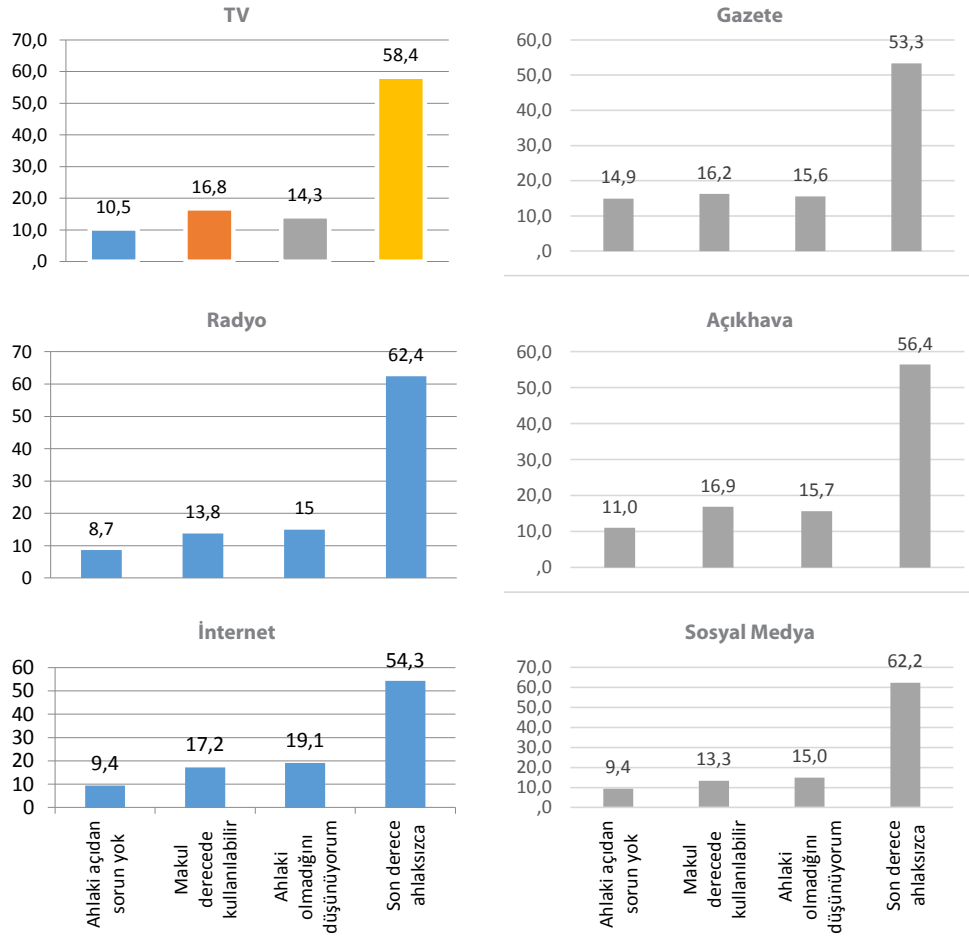 TV
70,0
60,0
50,0
40,0
30,0
20,0
10,0
,0
10,5
16,8
14,3
58,4
Gazete
60,0
50,0
40,0
30,0
20,0
10,0
,0
14,9
16,2
15,6
53,3
Radyo
70
60
50
40
30
20
10
0
8,7
13,8
15
62,4
Açıkhava
60,0
50,0
40,0
30,0
20,0
10,0
,0
11,0
16,9
15,7
56,4
İnternet
60
50
40
30
20
10
0
9,4
17,2
19,1
54,3
Ahlaki açıdan
sorun yok
Makul
derecede
kullanılabilir
Ahlaki
olmadığını
düşünüyorum
Son derece
ahlaksızca
Sosyal Medya
70,0
60,0
50,0
40,0
30,0
20,0
10,0
,0
9,4
13,3
15,0
62,2
Ahlaki açıdan
sorun yok
Makul
derecede
kullanılabilir
Ahlaki
olmadığını
düşünüyorum
Son derece
ahlaksızca